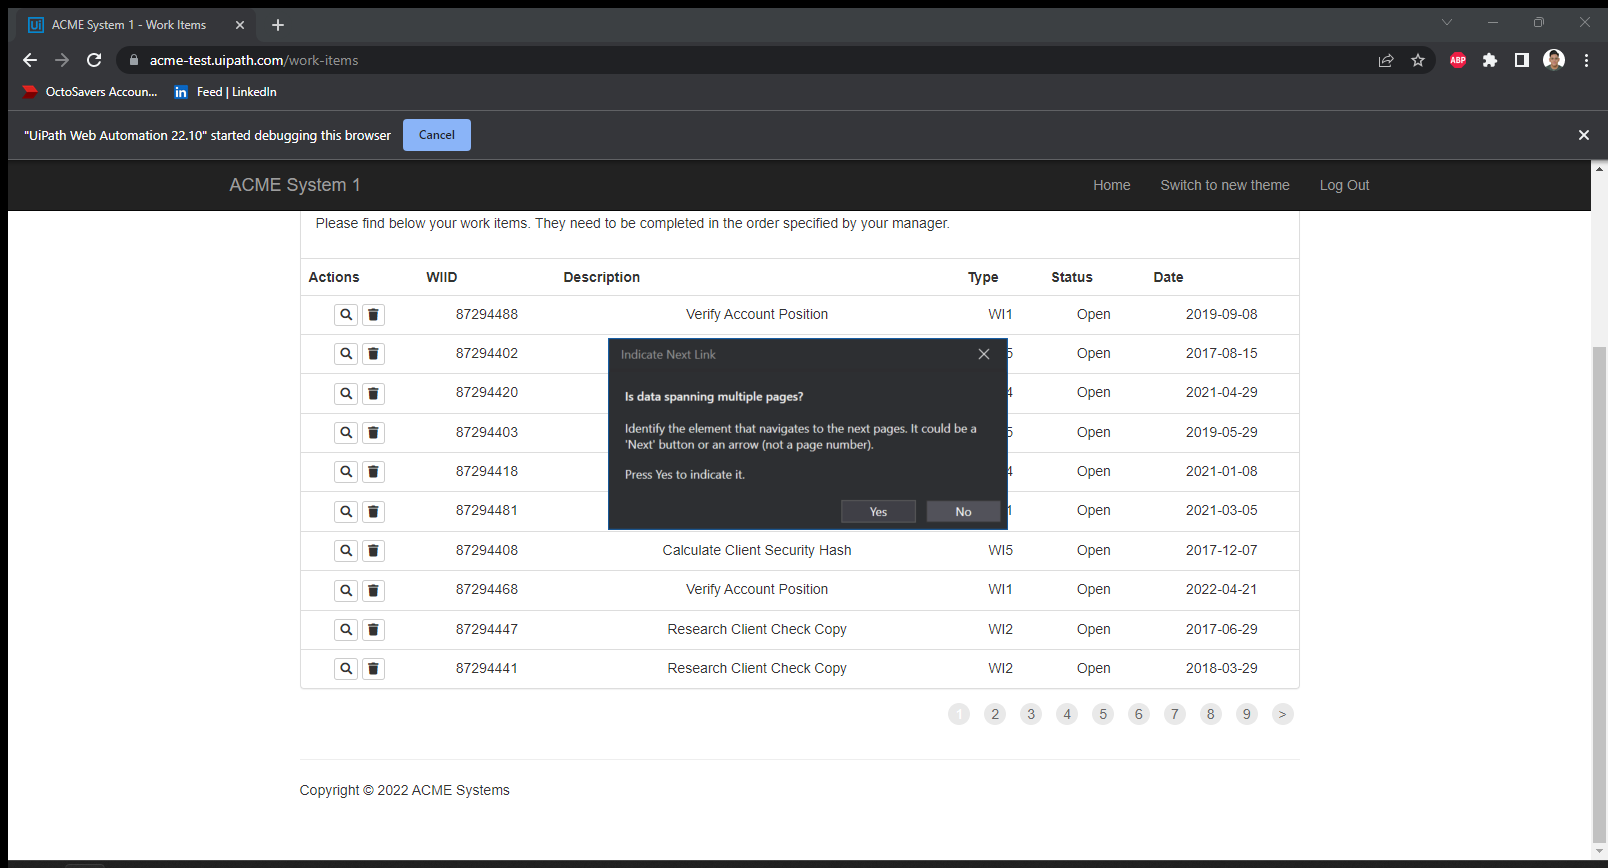 ACME System 1 - Work Items
acme-test.uipath.com/work-items
ABP
OctoSavers Accoun...
in Feed | LinkedIn
"UiPath Web Automation 22.10" started debugging this browser Cancel
ACME System 1 Home Switch to new theme Log Out
Please find below your work items. They need to be completed in the order specified by your manager.
Actions WIID Description Type Status Date
87294488 Verify Account Position WI1 Open 2019-09-08
87294402 5 Open 2017-08-15
87294420 4 Open 2021-04-29
87294403 5 Open 2019-05-29
87294418 4 Open 2021-01-08
87294481 1 Open 2021-03-05
87294408 Calculate Client Security Hash WI5 Open 2017-12-07
87294468 Verify Account Position WI1 Open 2022-04-21
87294447 Research Client Check Copy WI2 Open 2017-06-29
87294441 Research Client Check Copy WI2 Open 2018-03-29
Indicate Next Link
Is data spanning multiple pages?
Identify the element that navigates to the next pages. It could be a
'Next' button or an arrow (not a page number).
Press Yes to indicate it.
Yes No
1 2 3 4 5 6 7 8 9 >
Copyright © 2022 ACME Systems